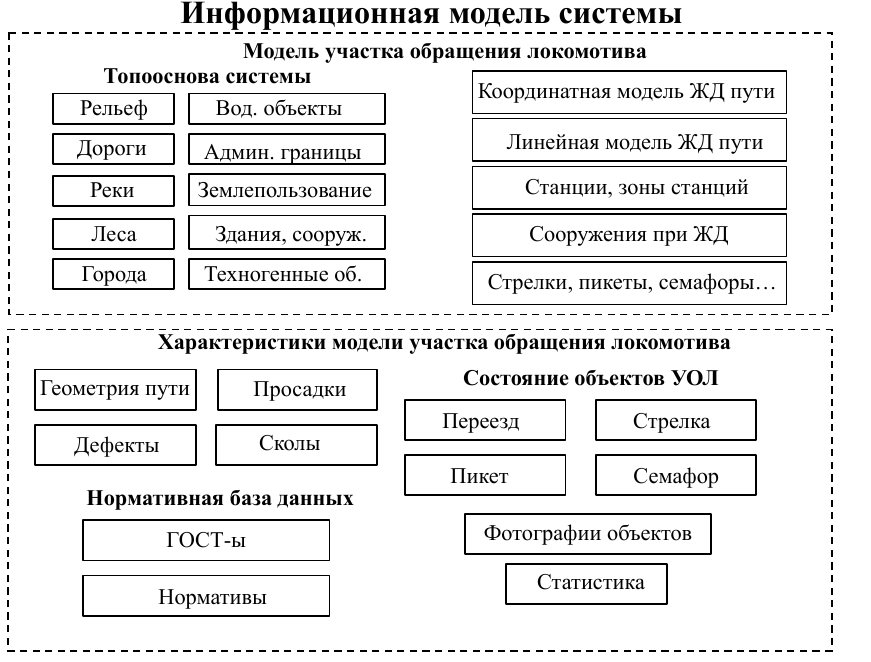 Информационная модель системы
Модель участка обращения локомотива
Топооснова системы
Рельеф
Вод. объекты
Дороги
Админ. границы
Реки
Землепользование
Леса
Здания, сооруж.
Города
Техногенные об.
Координатная модель ЖД пути
Линейная модель ЖД пути
Станции, зоны станций
Сооружения при ЖД
Стрелки, пикеты, семафоры…
Характеристики модели участка обращения локомотива
Геометрия пути
Просадки
Дефекты
Сколы
Состояние объектов УОЛ
Переезд
Стрелка
Пикет
Семафор
Нормативная база данных
ГОСТ-ы
Нормативы
Фотографии объектов
Статистика